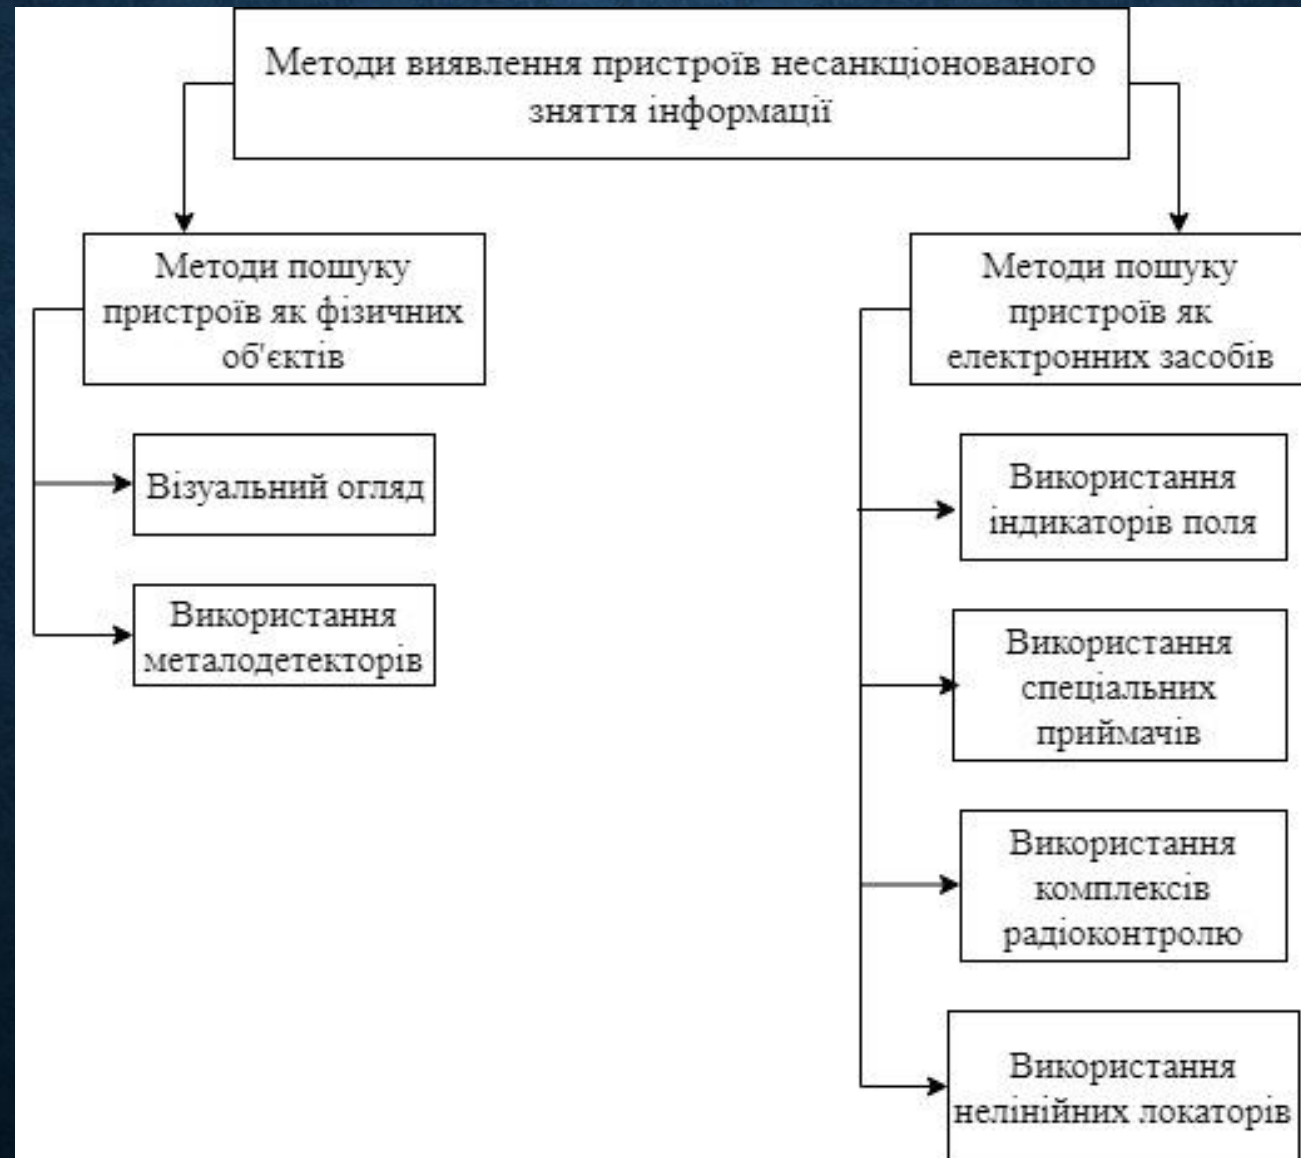 Методи виявлення пристроїв несанкціонованого
зняття інформації
Методи пошуку
пристроїв як фізичних
об'єктів
Візуальний огляд
Використання
металодетекторів
Методи пошуку
пристроїв як
електронних засобів
Використання
індикаторів поля
Використання
спеціальних
приймачів
Використання
комплексів
радіоконтролю
Використання
нелінійних локаторів